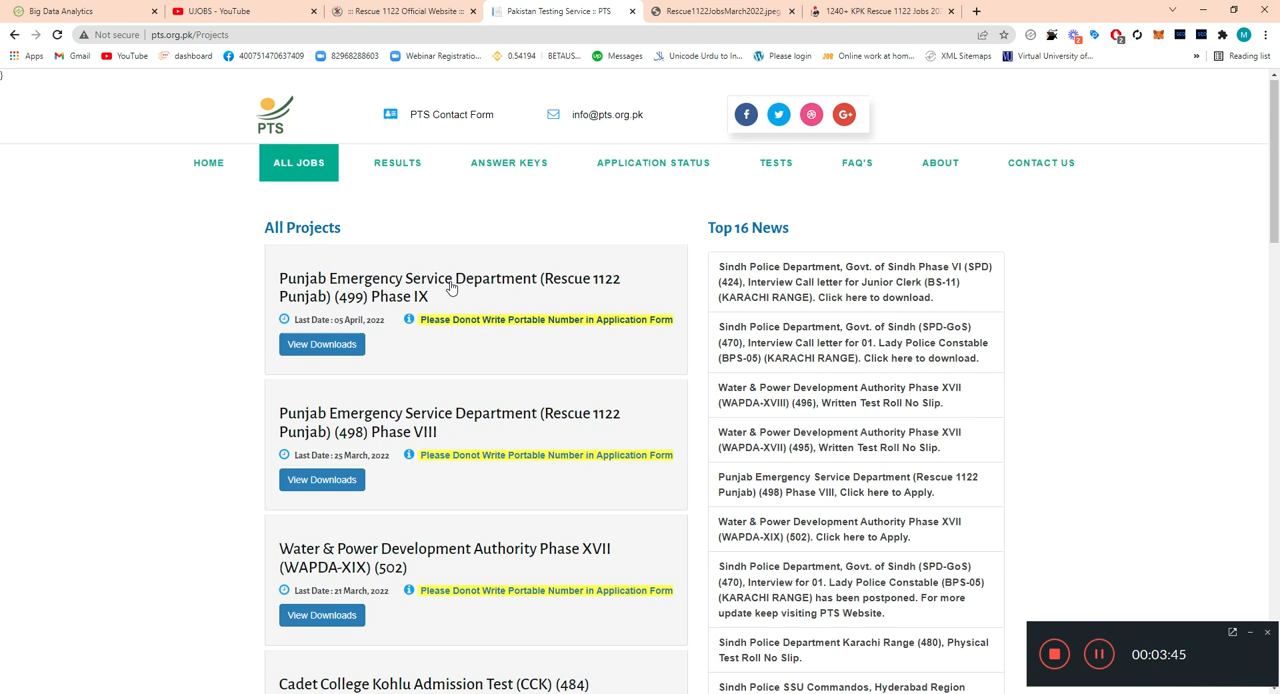 Big Data Analytics
UJOBS - YouTube
::: Rescue 1122 Official Website :::
Pakistan Testing Service :: PTS
Rescue1122JobsMarch2022.jpeg
1240+ KPK Rescue 1122 Jobs 202
Not secure | pts.org.pk/Projects
Apps
Gmail
YouTube
dashboard
400751470637409
82968288603
Webinar Registratio...
0.54194 | BETAUS...
Messages
Unicode Urdu to In...
Please login
Online work at hom...
XML Sitemaps
Virtual University of...
»
Reading list
}
PTS
PTS Contact Form
info@pts.org.pk
HOME
ALL JOBS
RESULTS
ANSWER KEYS
APPLICATION STATUS
TESTS
FAQ'S
ABOUT
CONTACT US
All Projects
Punjab Emergency Service Department (Rescue 1122
Punjab) (499) Phase IX
Last Date : 05 April, 2022
Please Donot Write Portable Number in Application Form
View Downloads
Punjab Emergency Service Department (Rescue 1122
Punjab) (498) Phase VIII
Last Date : 25 March, 2022
Please Donot Write Portable Number in Application Form
View Downloads
Water & Power Development Authority Phase XVII
(WAPDA-XIX) (502)
Last Date : 21 March, 2022
Please Donot Write Portable Number in Application Form
View Downloads
Cadet College Kohlu Admission Test (CCK) (484)
Top 16 News
Sindh Police Department, Govt. of Sindh Phase VI (SPD)
(424), Interview Call letter for Junior Clerk (BS-11)
(KARACHI RANGE). Click here to download.
Sindh Police Department, Govt. of Sindh (SPD-GoS)
(470), Interview Call letter for 01. Lady Police Constable
(BPS-05) (KARACHI RANGE). Click here to download.
Water & Power Development Authority Phase XVII
(WAPDA-XVIII) (496), Written Test Roll No Slip.
Water & Power Development Authority Phase XVII
(WAPDA-XVII) (495), Written Test Roll No Slip.
Punjab Emergency Service Department (Rescue 1122
Punjab) (498) Phase VIII, Click here to Apply.
Water & Power Development Authority Phase XVII
(WAPDA-XIX) (502). Click here to Apply.
Sindh Police Department, Govt. of Sindh (SPD-GoS)
(470), Interview for 01. Lady Police Constable (BPS-05)
(KARACHI RANGE) has been postponed. For more
update keep visiting PTS Website.
Sindh Police Department Karachi Range (480), Physical
Test Roll No Slip.
Sindh Police SSU Commandos, Hyderabad Region
00:03:45